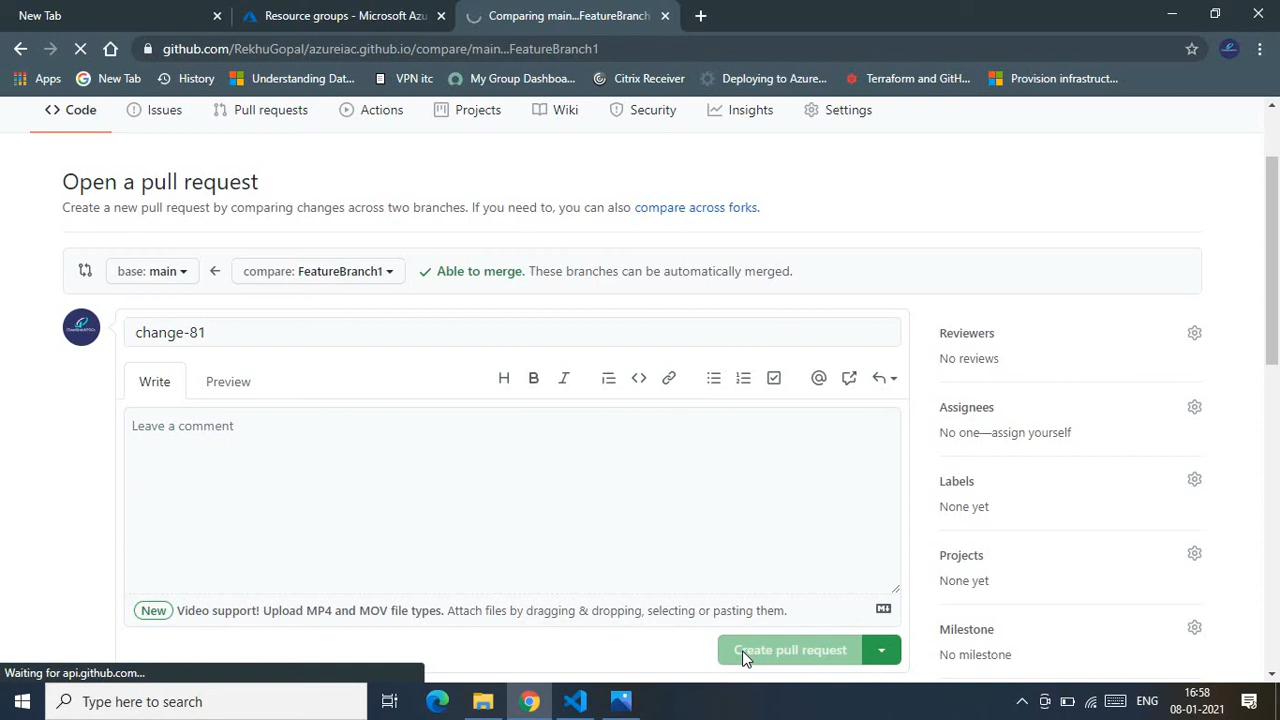 New Tab
Resource groups - Microsoft Azu
Comparing main...FeatureBranch
github.com/RekhuGopal/azureiac.github.io/compare/main...FeatureBranch1
Apps
New Tab
History
Understanding Dat...
VPN itc
My Group Dashboa...
Citrix Receiver
Deploying to Azure...
Terraform and GitH...
Provision infrastruct...
Code
Issues
Pull requests
Actions
Projects
Wiki
Security
Insights
Settings
Open a pull request
Create a new pull request by comparing changes across two branches. If you need to, you can also compare across forks.
base: main
compare: FeatureBranch1
Able to merge. These branches can be automatically merged.
change-81
Write
Preview
Leave a comment
New Video support! Upload MP4 and MOV file types. Attach files by dragging & dropping, selecting or pasting them.
Create pull request
Reviewers
No reviews
Assignees
No one—assign yourself
Labels
None yet
Projects
None yet
Milestone
No milestone
Waiting for api.github.com...
Type here to search
ENG
16:58
08-01-2021